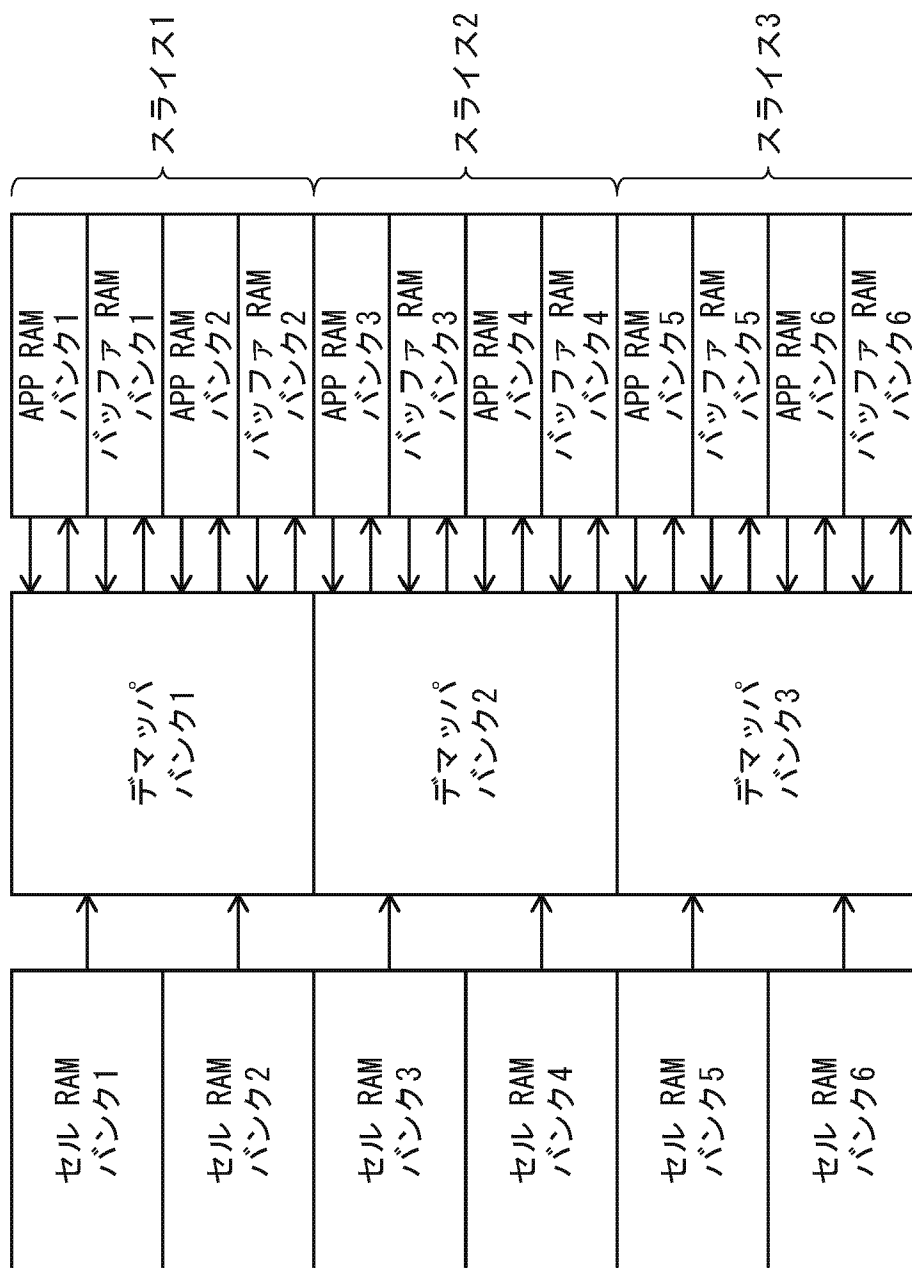 セル RAM
バンク1
セル RAM
バンク2
セル RAM
バンク3
セル RAM
バンク4
セル RAM
バンク5
セル RAM
バンク6
デマッパ
バンク1
デマッパ
バンク2
デマッパ
バンク3
APP RAM
バンク1
バッファ RAM
バンク1
APP RAM
バンク2
バッファ RAM
バンク2
APP RAM
バンク3
バッファ RAM
バンク3
APP RAM
バンク4
バッファ RAM
バンク4
APP RAM
バンク5
バッファ RAM
バンク5
APP RAM
バンク6
バッファ RAM
バンク6
スライス1
スライス2
スライス3